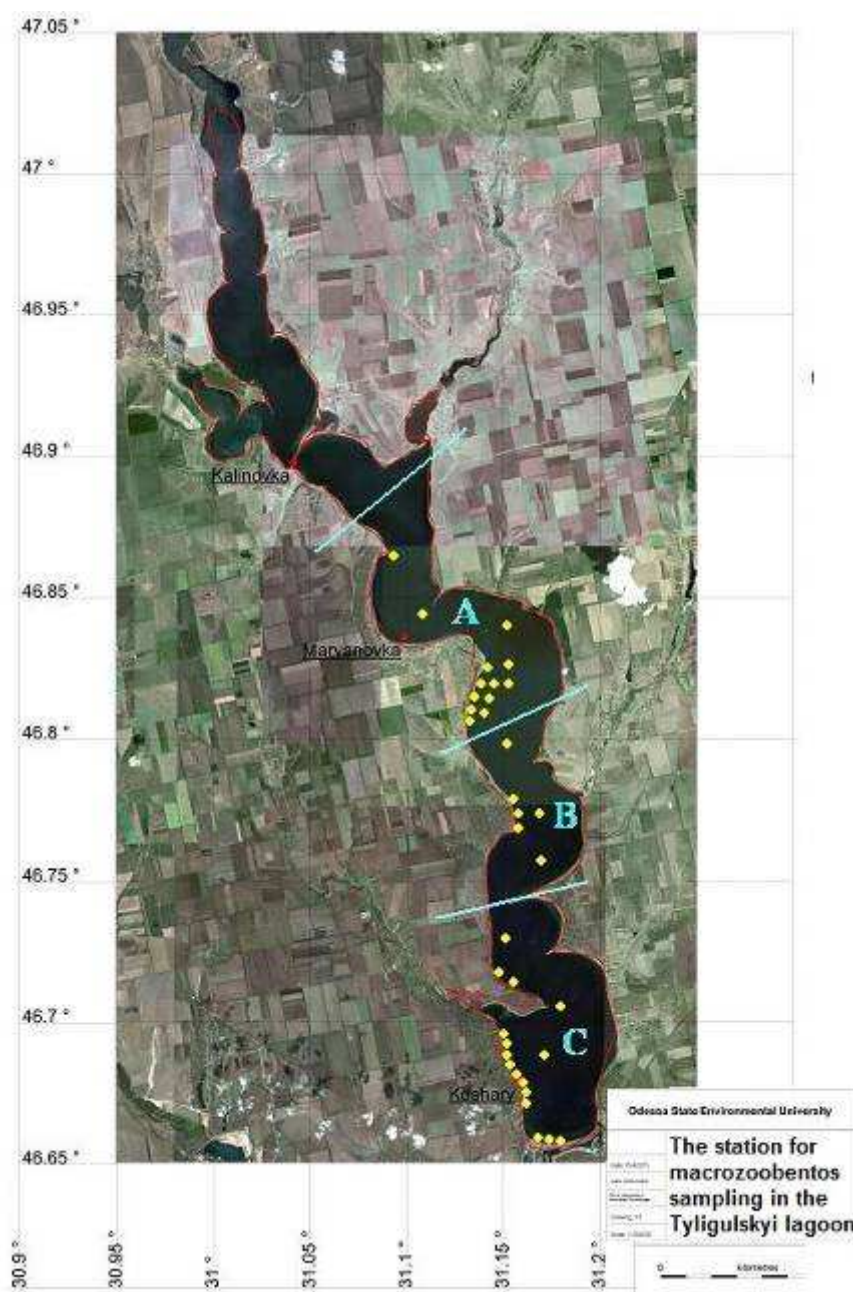 47.05 °
47 °
46.95 °
46.9 °
Kalinovka
46.85 °
A
Maryanovka
46.8 °
B
46.75 °
46.7 °
C
Koshary
46.65 °
Odessa State Environmental University
The station for
macrozoobentos
sampling in the
Tyligulskyi lagoon
0 kilometres
30.9 °
30.95 °
31 °
31.05 °
31.1 °
31.15 °
31.2 °